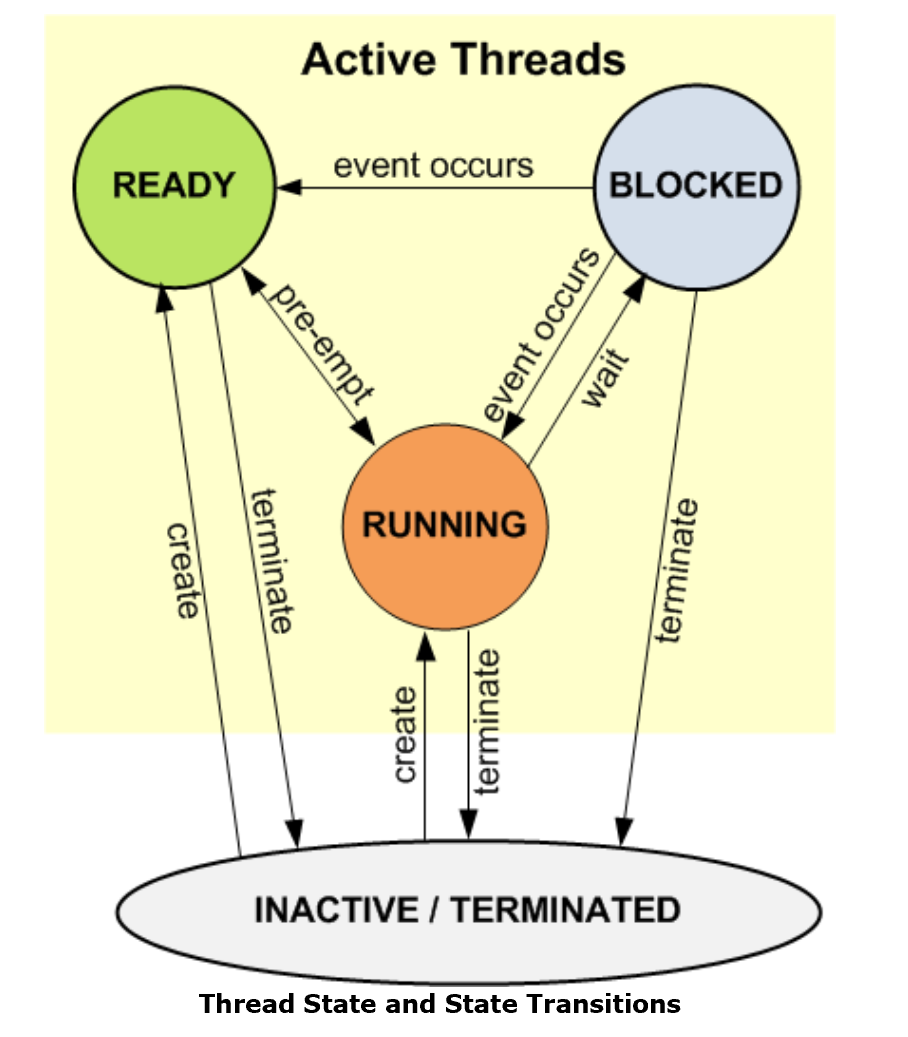 Active Threads
READY
event occurs
BLOCKED
pre-empt
event occurs
wait
RUNNING
create
terminate
create
terminate
terminate
INACTIVE / TERMINATED
Thread State and State Transitions